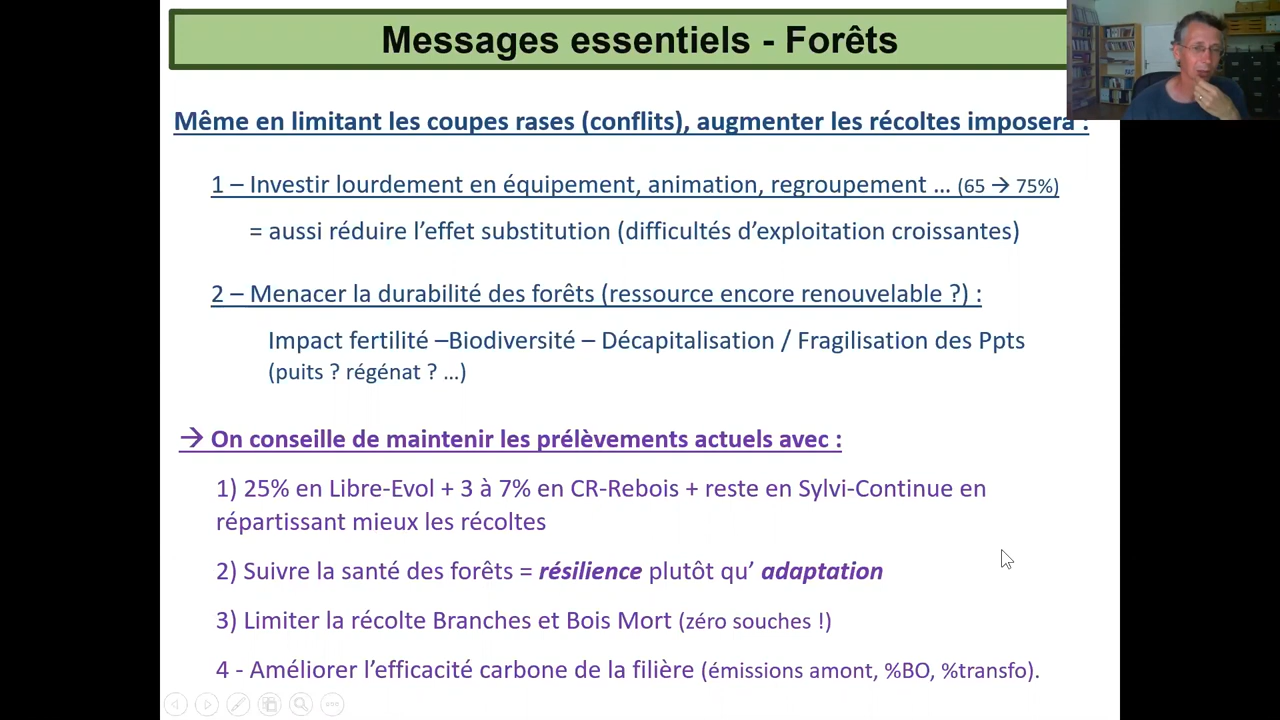 Messages essentiels - Forêts
Même en limitant les coupes rases (conflits), augmenter les récoltes imposera :
1 – Investir lourdement en équipement, animation, regroupement … (65 → 75%)
= aussi réduire l’effet substitution (difficultés d’exploitation croissantes)
2 – Menacer la durabilité des forêts (ressource encore renouvelable ?) :
Impact fertilité –Biodiversité – Décapitalisation / Fragilisation des Ppts
(puits ? régénat ? …)
→ On conseille de maintenir les prélèvements actuels avec :
1) 25% en Libre-Evol + 3 à 7% en CR-Rebois + reste en Sylvi-Continue en
répartissant mieux les récoltes
2) Suivre la santé des forêts = résilience plutôt qu’ adaptation
3) Limiter la récolte Branches et Bois Mort (zéro souches !)
4 - Améliorer l’efficacité carbone de la filière (émissions amont, %BO, %transfo).